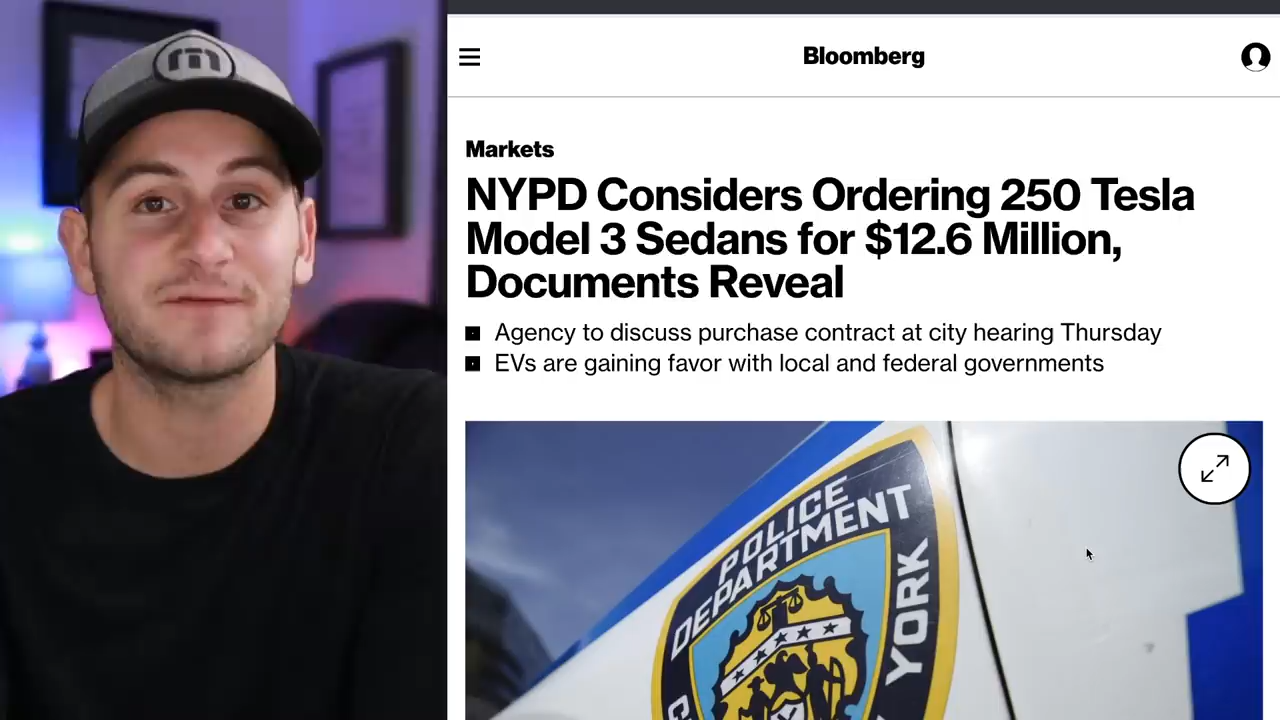 Bloomberg
Markets
NYPD Considers Ordering 250 Tesla
Model 3 Sedans for $12.6 Million,
Documents Reveal
Agency to discuss purchase contract at city hearing Thursday
EVs are gaining favor with local and federal governments
POLICE
DEPARTMENT
YORK